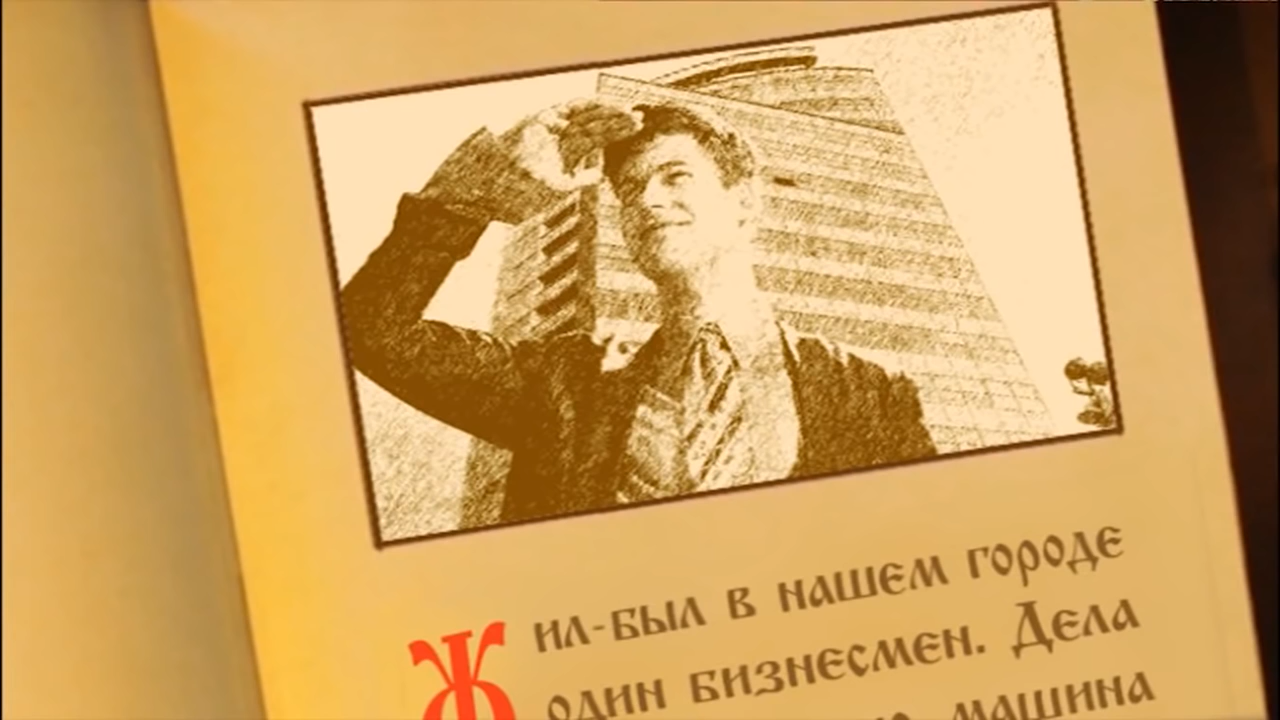 Жил-был в нашем городе
один бизнесмен. Дела
машина